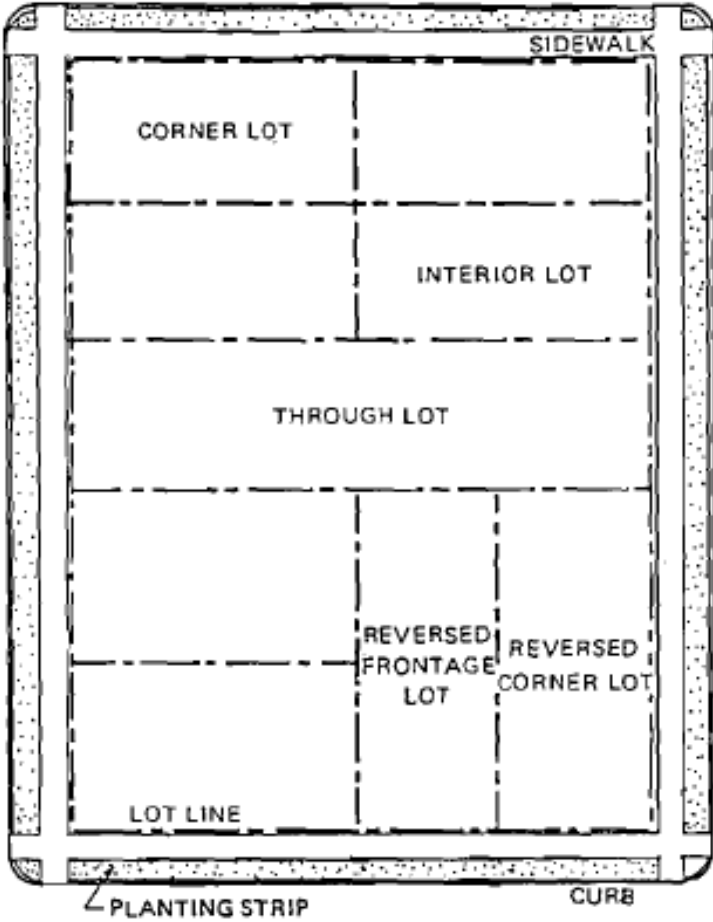 SIDEWALK
CORNER LOT
INTERIOR LOT
THROUGH LOT
REVERSED
FRONTAGE
LOT
REVERSED
CORNER LOT
LOT LINE
CURB
PLANTING STRIP